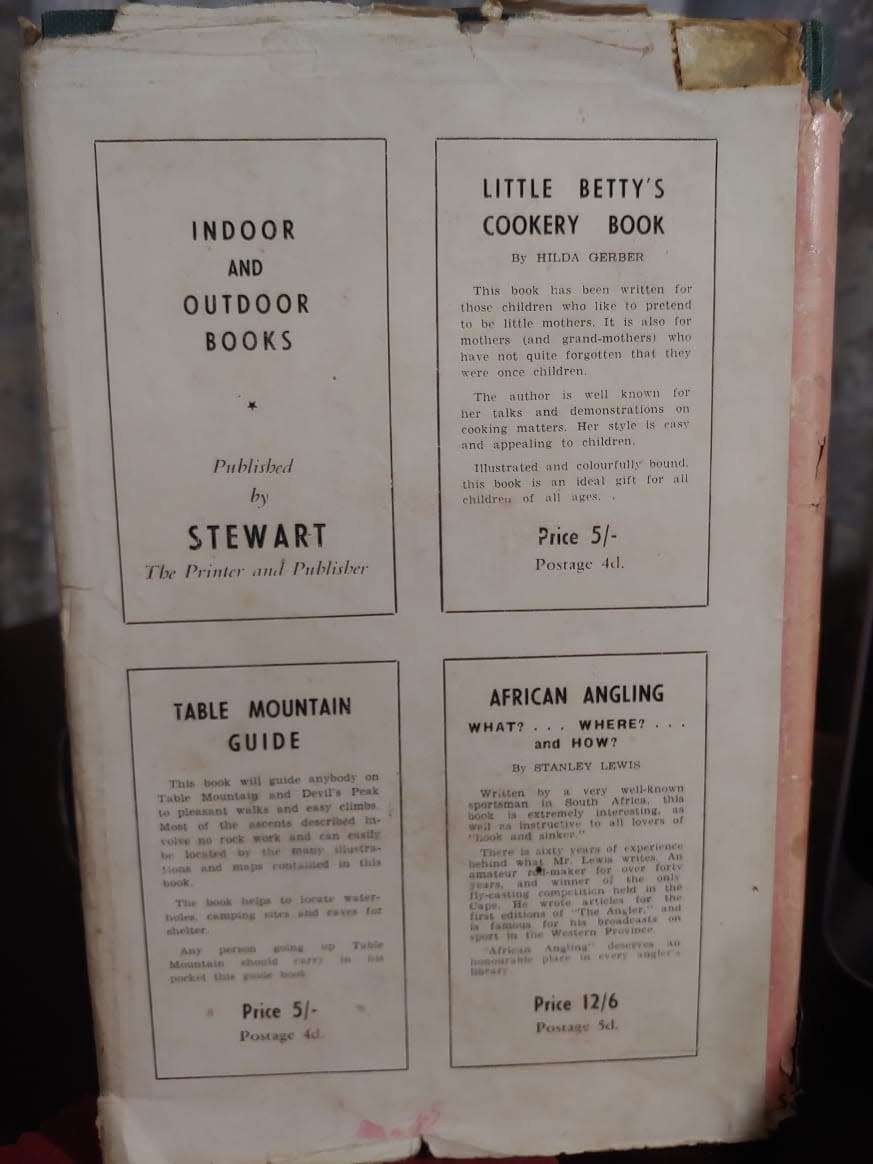 INDOOR
AND
OUTDOOR
BOOKS
Published
by
STEWART
The Printer and Publisher
LITTLE BETTY'S
COOKERY BOOK
By HILDA GERBER
This book has been written for
those children who like to pretend
to be little mothers. It is also for
mothers (and grand-mothers) who
have not quite forgotten that they
were once children.
The author is well known for
her talks and demonstrations on
cooking matters. Her style is easy
and appealing to children.
Illustrated and colourfully bound,
this book is an ideal gift for all
children of all ages. .
Price 5/-
Postage 4d.
TABLE MOUNTAIN
GUIDE
This book will guide anybody on
Table Mountain and Devil's Peak
to pleasant walks and easy climbs.
Most of the ascents described in-
volve no rock work and can easily
be located by the many illustra-
tions and maps contained in this
book.
The book helps to locate water-
holes, camping sites and caves for
shelter.
Any person going up Table
Mountain should carry in his
pocket this guide book
Price 5/-
Postage 4d.
AFRICAN ANGLING
WHAT? . . . WHERE? . . .
and HOW?
By STANLEY LEWIS
Written by a very well-known
sportsman in South Africa, this
book is extremely interesting, as
well as instructive to all lovers of
"hook and sinker."
There is sixty years of experience
behind what Mr. Lewis writes. An
amateur rod-maker for over forty
years, and winner of the only
fly-casting competition held in the
Cape. He wrote articles for the
first editions of "The Angler," and
is famous for his broadcasts on
sport in the Western Province.
"African Angling" deserves an
honourable place in every angler's
library.
Price 12/6
Postage 5d.